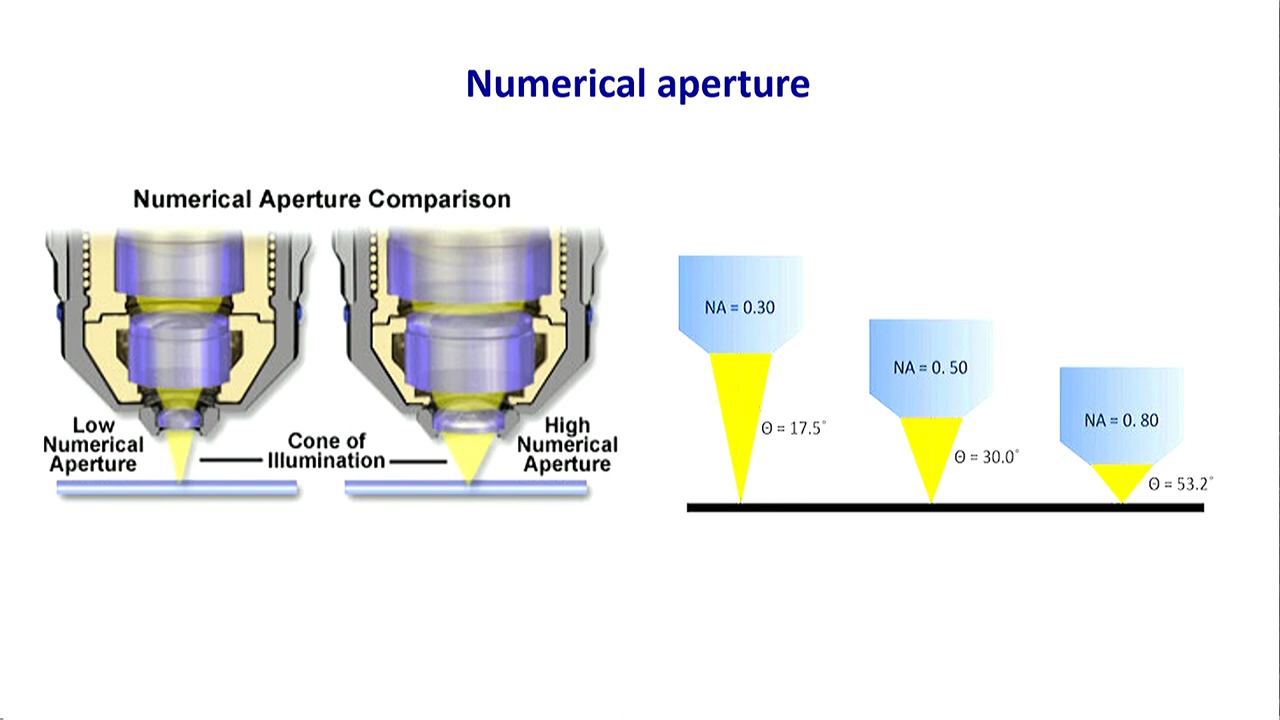 Numerical aperture
Numerical Aperture Comparison
Low
Numerical
Aperture
Cone of
Illumination
High
Numerical
Aperture
NA = 0.30
Θ = 17.5°
NA = 0. 50
Θ = 30.0°
NA = 0. 80
Θ = 53.2°